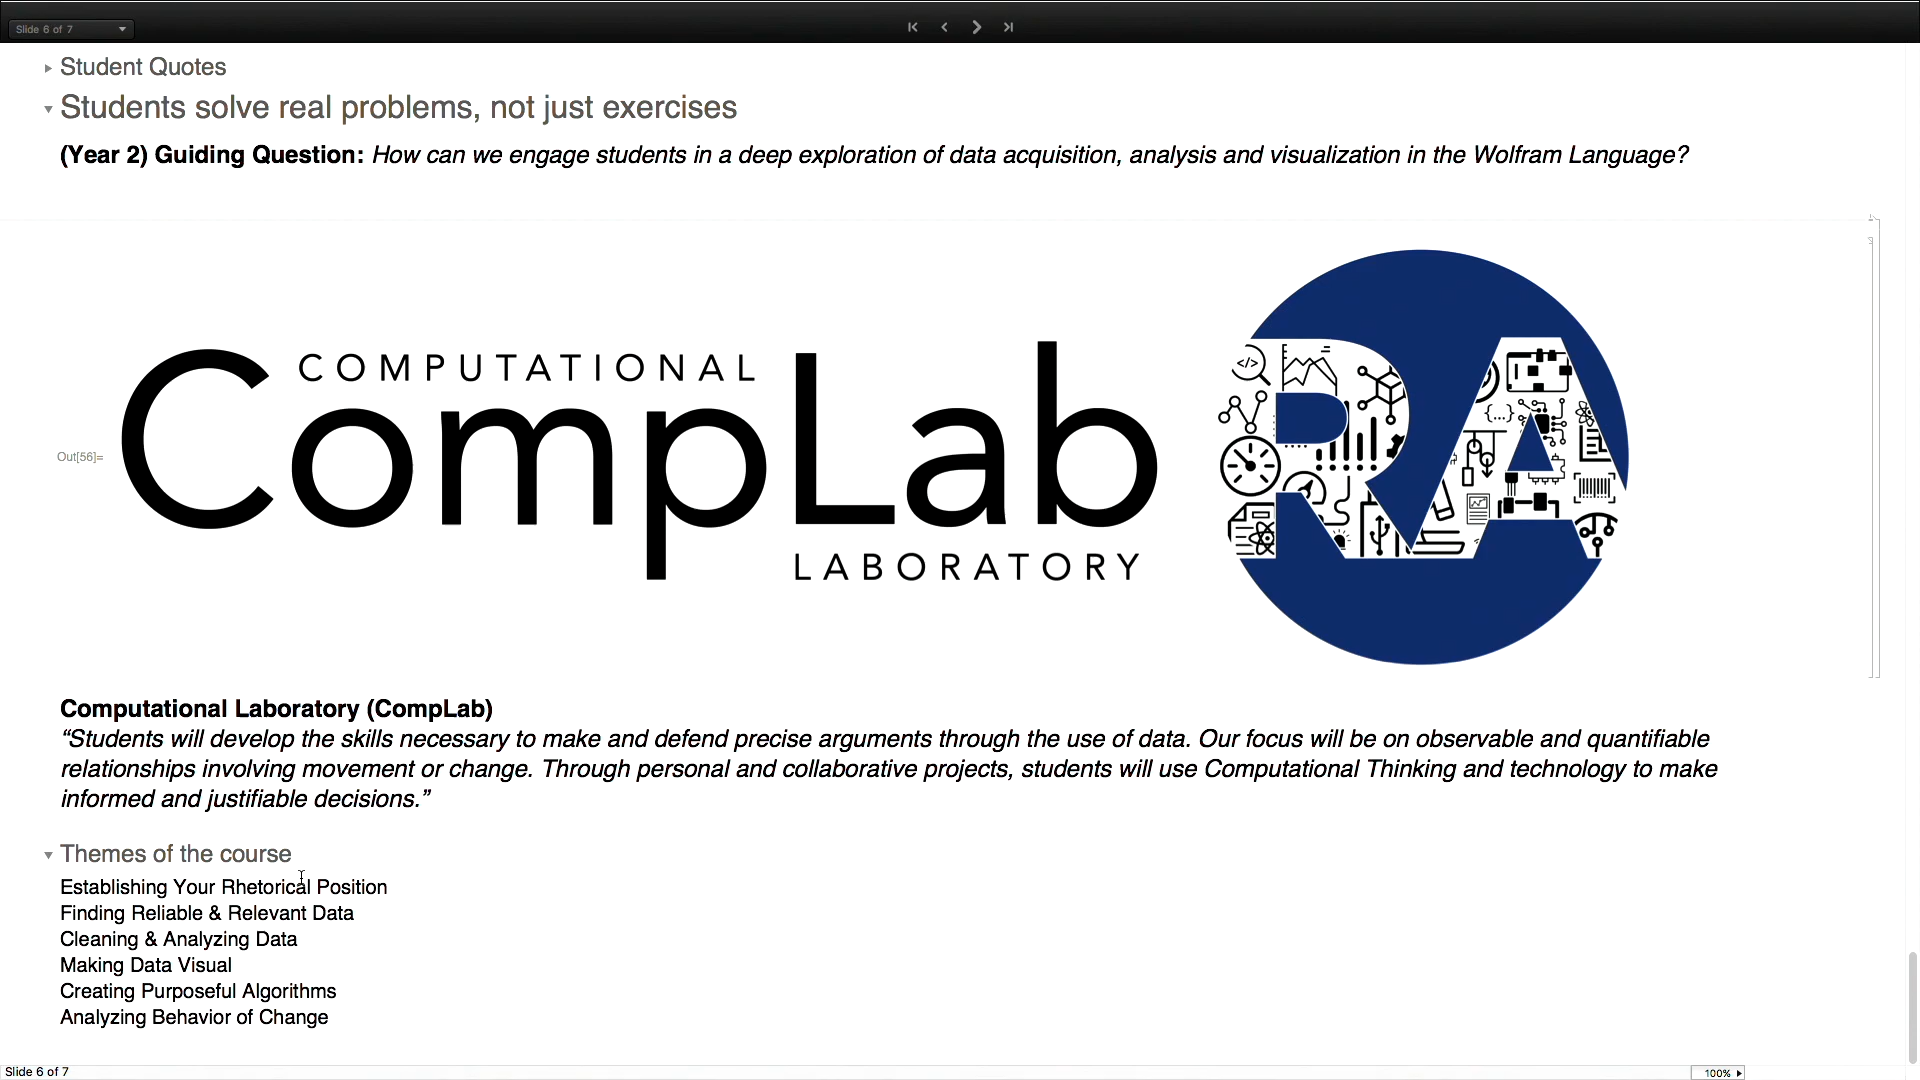 Slide 6 of 7
Student Quotes
Students solve real problems, not just exercises
(Year 2) Guiding Question: How can we engage students in a deep exploration of data acquisition, analysis and visualization in the Wolfram Language?
Out[56]=
COMPUTATIONAL
CompLab
LABORATORY
RA
</>
{...}
Computational Laboratory (CompLab)
“Students will develop the skills necessary to make and defend precise arguments through the use of data. Our focus will be on observable and quantifiable
relationships involving movement or change. Through personal and collaborative projects, students will use Computational Thinking and technology to make
informed and justifiable decisions.”
Themes of the course
Establishing Your Rhetorical Position
Finding Reliable & Relevant Data
Cleaning & Analyzing Data
Making Data Visual
Creating Purposeful Algorithms
Analyzing Behavior of Change
Slide 6 of 7
100%